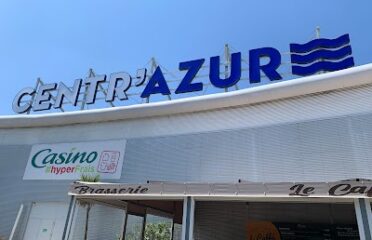 CENTR'AZUR
Casino
#hyperFrais
Brasserie
Le Ca